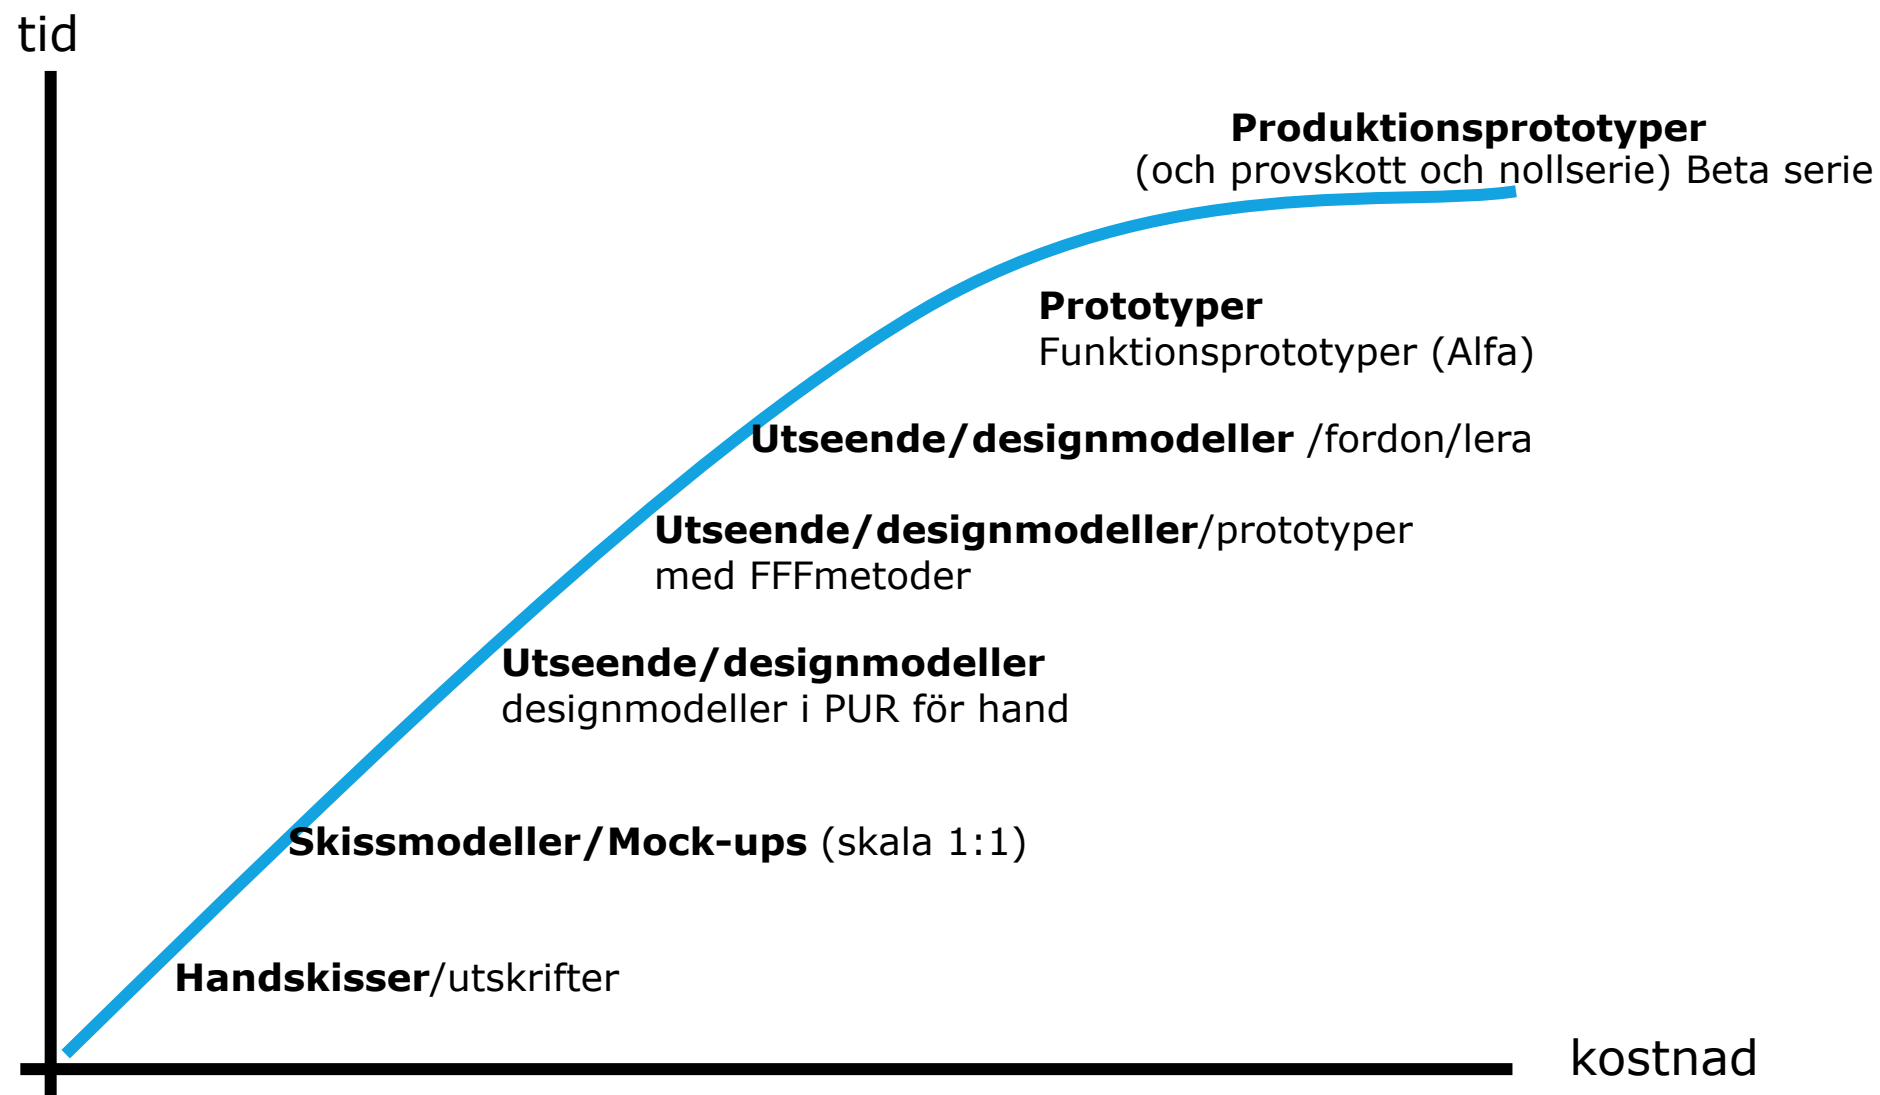 tid
Produktionsprototyper
(och provskott och nollserie) Beta serie
Prototyper
Funktionsprototyper (Alfa)
Utseende/designmodeller /fordon/lera
Utseende/designmodeller/prototyper
med FFFmetoder
Utseende/designmodeller
designmodeller i PUR för hand
Skissmodeller/Mock-ups (skala 1:1)
Handskisser/utskrifter
kostnad